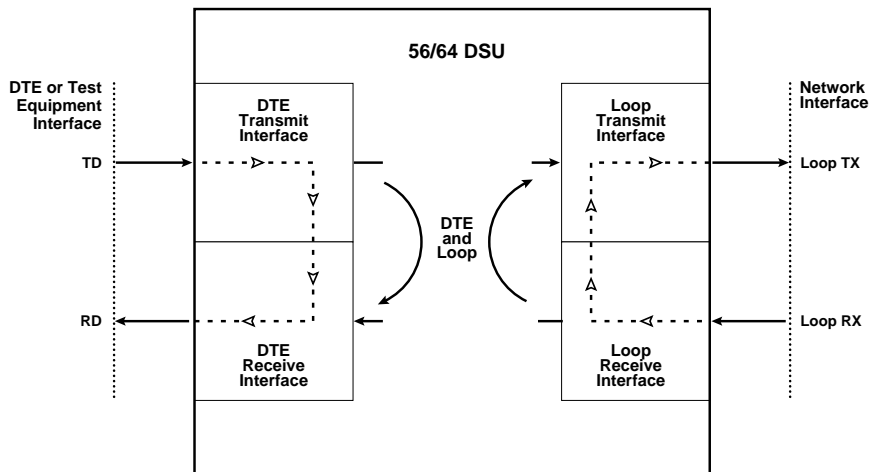 56/64 DSU
DTE or Test
Equipment
Interface
DTE
Transmit
Interface
Loop
Transmit
Interface
Network
Interface
TD
Loop TX
DTE
and
Loop
RD
Loop RX
DTE
Receive
Interface
Loop
Receive
Interface